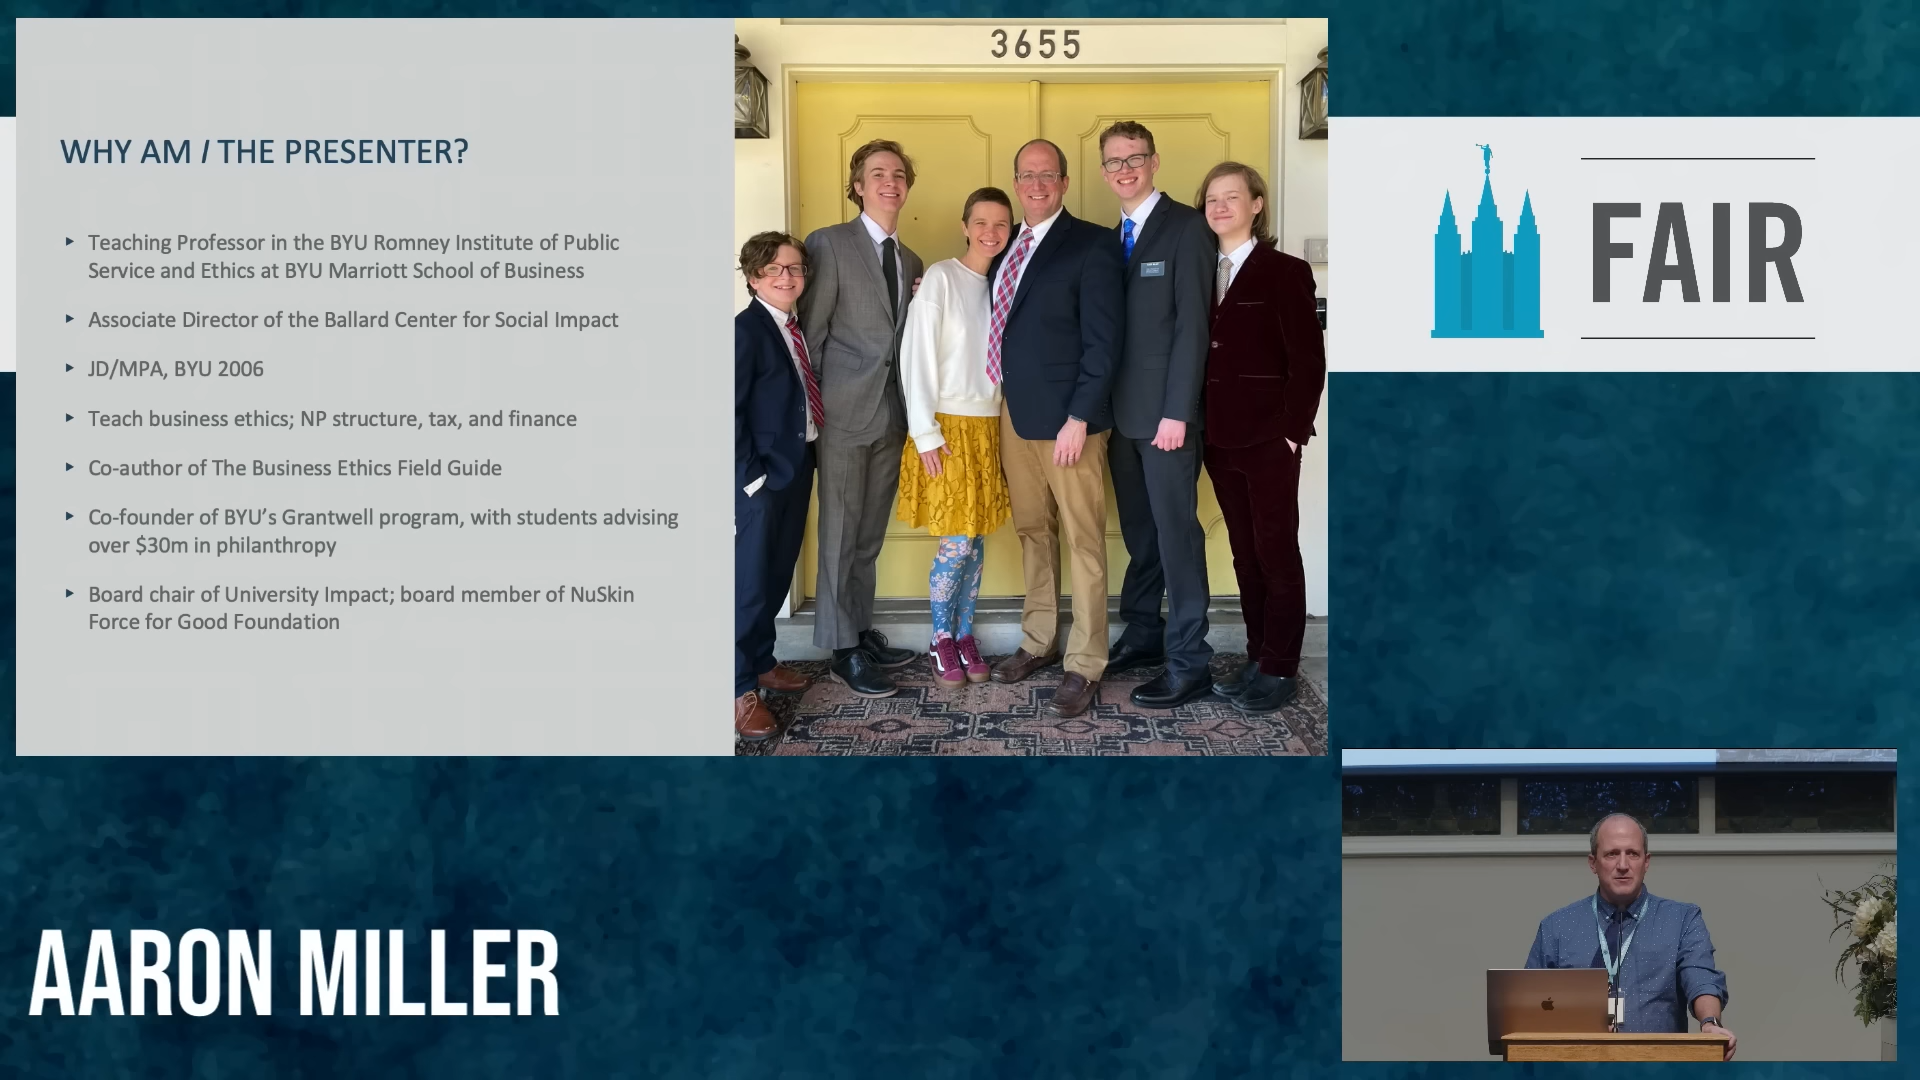 WHY AM I THE PRESENTER?
Teaching Professor in the BYU Romney Institute of Public
Service and Ethics at BYU Marriott School of Business
Associate Director of the Ballard Center for Social Impact
JD/MPA, BYU 2006
Teach business ethics; NP structure, tax, and finance
Co-author of The Business Ethics Field Guide
Co-founder of BYU’s Grantwell program, with students advising
over $30m in philanthropy
Board chair of University Impact; board member of NuSkin
Force for Good Foundation
3655
FAIR
AARON MILLER